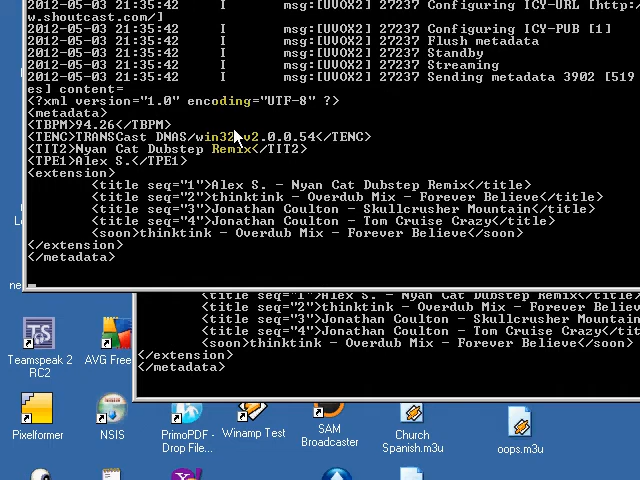 2012-05-03 21:35:42 I msg:[UVOX2] 27237 Configuring ICY-URL [http:/
w.shoutcast.com/]
2012-05-03 21:35:42 I msg:[UVOX2] 27237 Configuring ICY-PUB [1]
2012-05-03 21:35:42 I msg:[UVOX2] 27237 Flush metadata
2012-05-03 21:35:42 I msg:[UVOX2] 27237 Standby
2012-05-03 21:35:42 I msg:[UVOX2] 27237 Streaming
2012-05-03 21:35:42 I msg:[UVOX2] 27237 Sending metadata 3902 [519
es] content=
<?xml version="1.0" encoding="UTF-8" ?>
<metadata>
<TBPM>94.26</TBPM>
<TENC>TRANSCast DNAS/win32 v2.0.0.54</TENC>
<TIT2>Nyan Cat Dubstep Remix</TIT2>
<TPE1>Alex S.</TPE1>
<extension>
<title seq="1">Alex S. - Nyan Cat Dubstep Remix</title>
<title seq="2">thinktink - Overdub Mix - Forever Believe</title>
<title seq="3">Jonathan Coulton - Skullcrusher Mountain</title>
<title seq="4">Jonathan Coulton - Tom Cruise Crazy</title>
<soon>thinktink - Overdub Mix - Forever Believe</soon>
</extension>
</metadata>
<title seq="1">Alex S. - Nyan Cat Dubstep Remix</title>
<title seq="2">thinktink - Overdub Mix - Forever Believe
<title seq="3">Jonathan Coulton - Skullcrusher Mountain
<title seq="4">Jonathan Coulton - Tom Cruise Crazy</title
<soon>thinktink - Overdub Mix - Forever Believe</soon>
</extension>
</metadata>
Teamspeak 2 RC2
AVG Free
Pixelformer
NSIS
PrimoPDF - Drop File...
Winamp Test
SAM Broadcaster
Church Spanish.m3u
oops.m3u